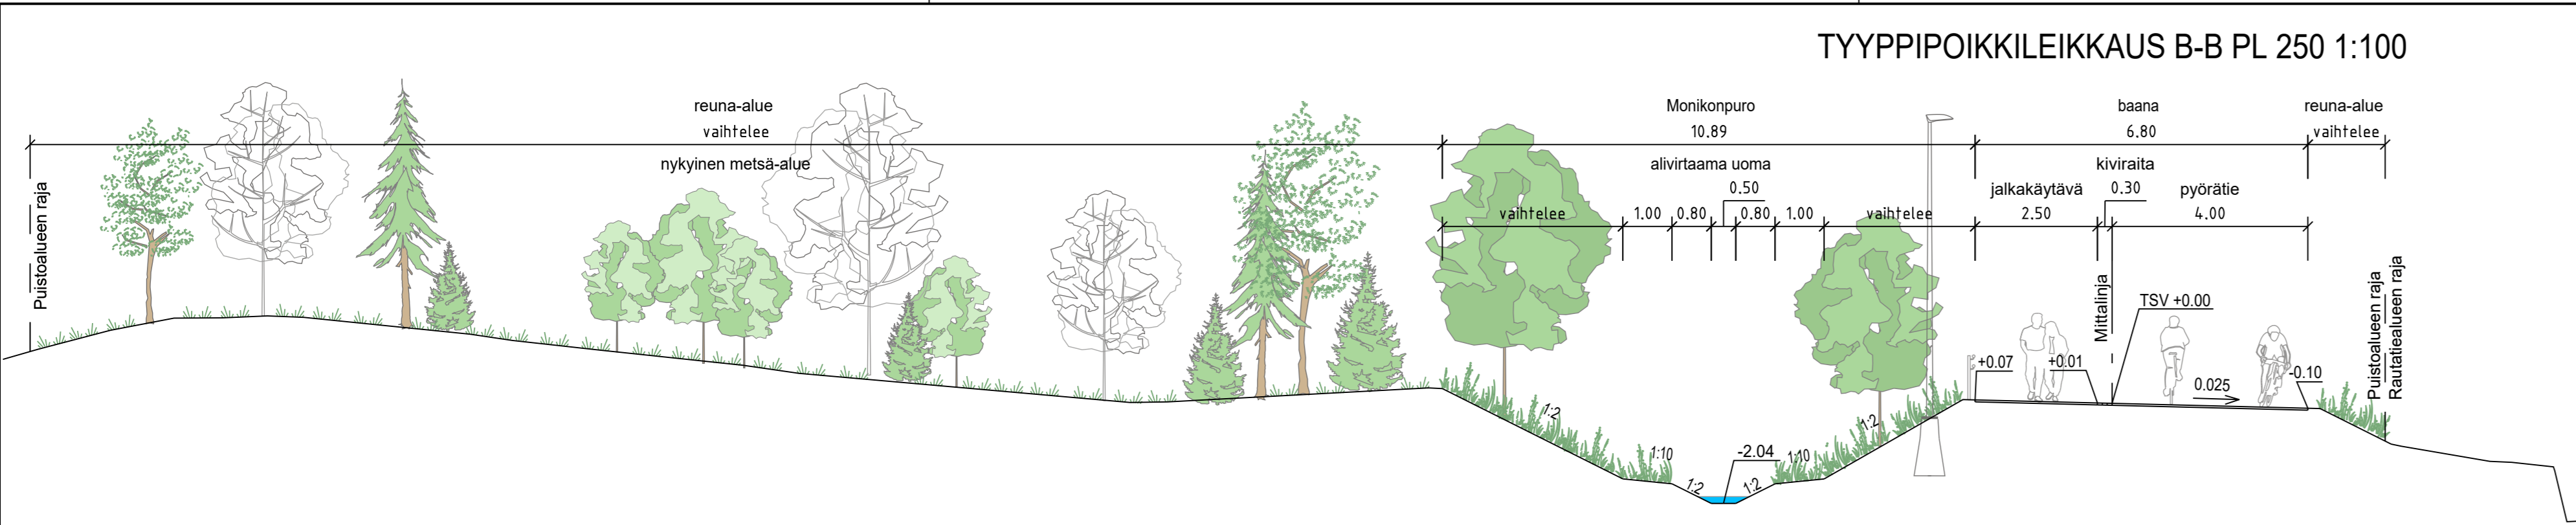 TYYPPIPOIKKILEIKKAUS B-B PL 250 1:100
reuna-alue
vaihtelee
nykyinen metsä-alue
Monikonpuro
10.89
baana
6.80
reuna-alue
vaihtelee
alivirtaama uoma
0.50
vaihtelee
1.00
0.80
0.80
1.00
vaihtelee
kiviraita
jalkakäytävä
0.30
pyörätie
2.50
4.00
Puistoalueen raja
Mittalinja
TSV +0.00
+0.07
+0.01
0.025
-0.10
Puistoalueen raja
Rautatiealueen raja
1:2
1:10
1:2
-2.04
1:2
1:10
1:2